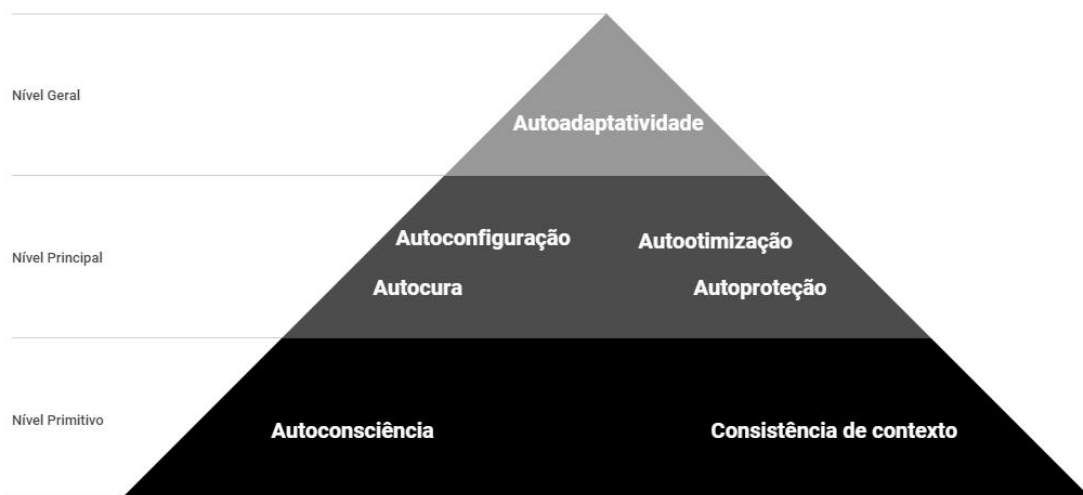 Nível Geral
Autoadaptatividade
Autoconfiguração
Autootimização
Nível Principal
Autocura
Autoproteção
Nível Primitivo
Autoconsciência
Consistência de contexto